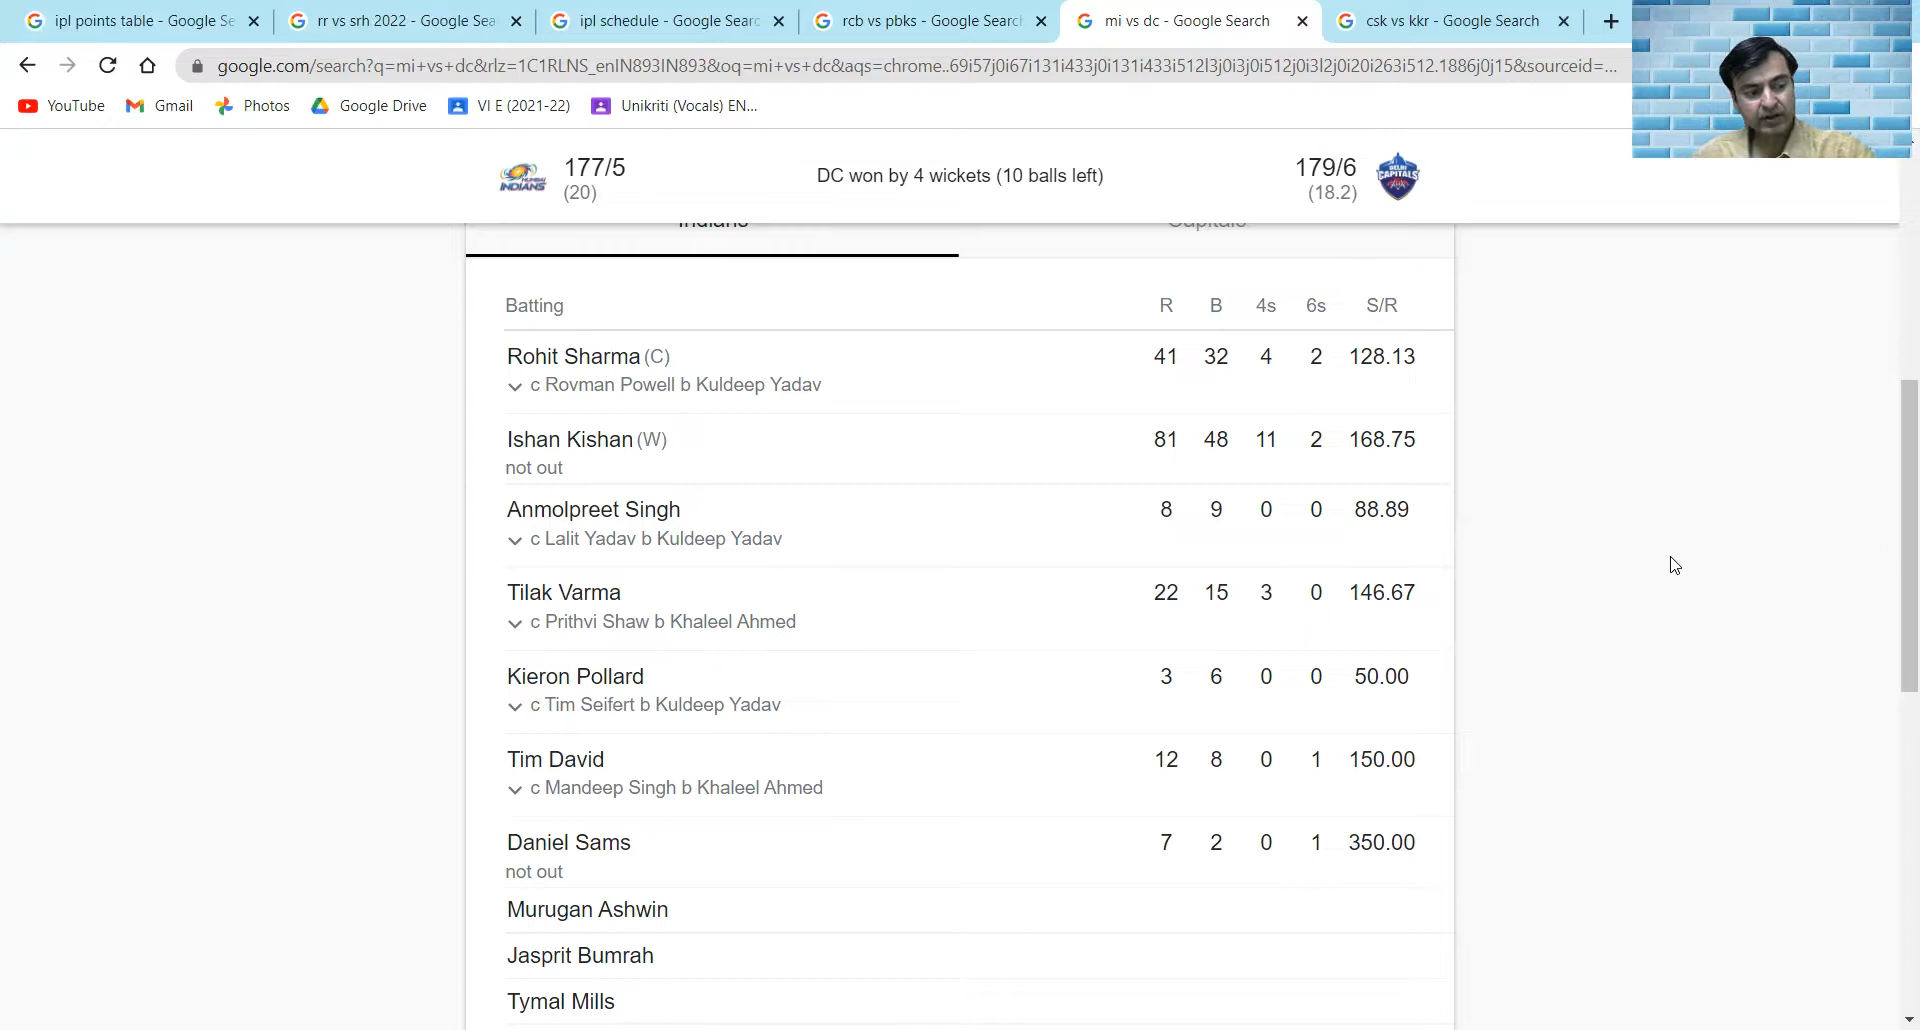 ipl points table - Google Se
rr vs srh 2022 - Google Sea
ipl schedule - Google Searc
rcb vs pbks - Google Search
mi vs dc - Google Search
csk vs kkr - Google Search
google.com/search?q=mi+vs+dc&rlz=1C1RLNS_enIN893IN893&oq=mi+vs+dc&aqs=chrome..69i57j0i67i131i433j0i131i433i512l3j0i3j0i512j0i3l2j0i20i263i512.1886j0j15&sourceid=...
YouTube
Gmail
Photos
Google Drive
VI E (2021-22)
Unikriti (Vocals) EN...
MUMBAI INDIANS
177/5
(20)
DC won by 4 wickets (10 balls left)
179/6
(18.2)
DELHI CAPITALS
Indians Capitals
Batting R B 4s 6s S/R
Rohit Sharma (C) 41 32 4 2 128.13
c Rovman Powell b Kuldeep Yadav
Ishan Kishan (W) 81 48 11 2 168.75
not out
Anmolpreet Singh 8 9 0 0 88.89
c Lalit Yadav b Kuldeep Yadav
Tilak Varma 22 15 3 0 146.67
c Prithvi Shaw b Khaleel Ahmed
Kieron Pollard 3 6 0 0 50.00
c Tim Seifert b Kuldeep Yadav
Tim David 12 8 0 1 150.00
c Mandeep Singh b Khaleel Ahmed
Daniel Sams 7 2 0 1 350.00
not out
Murugan Ashwin
Jasprit Bumrah
Tymal Mills